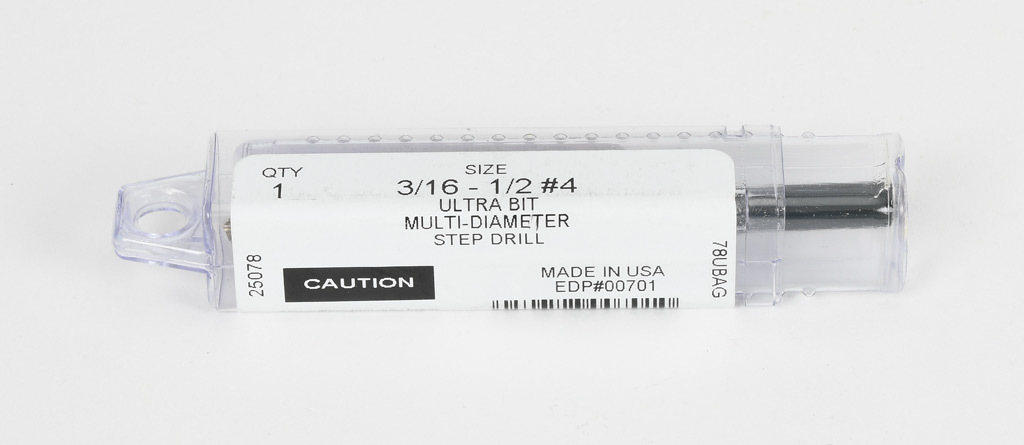 QTY
1
SIZE
3/16 - 1/2 #4
ULTRA BIT
MULTI-DIAMETER
STEP DRILL
25078
CAUTION
MADE IN USA
EDP#00701
78UBAG